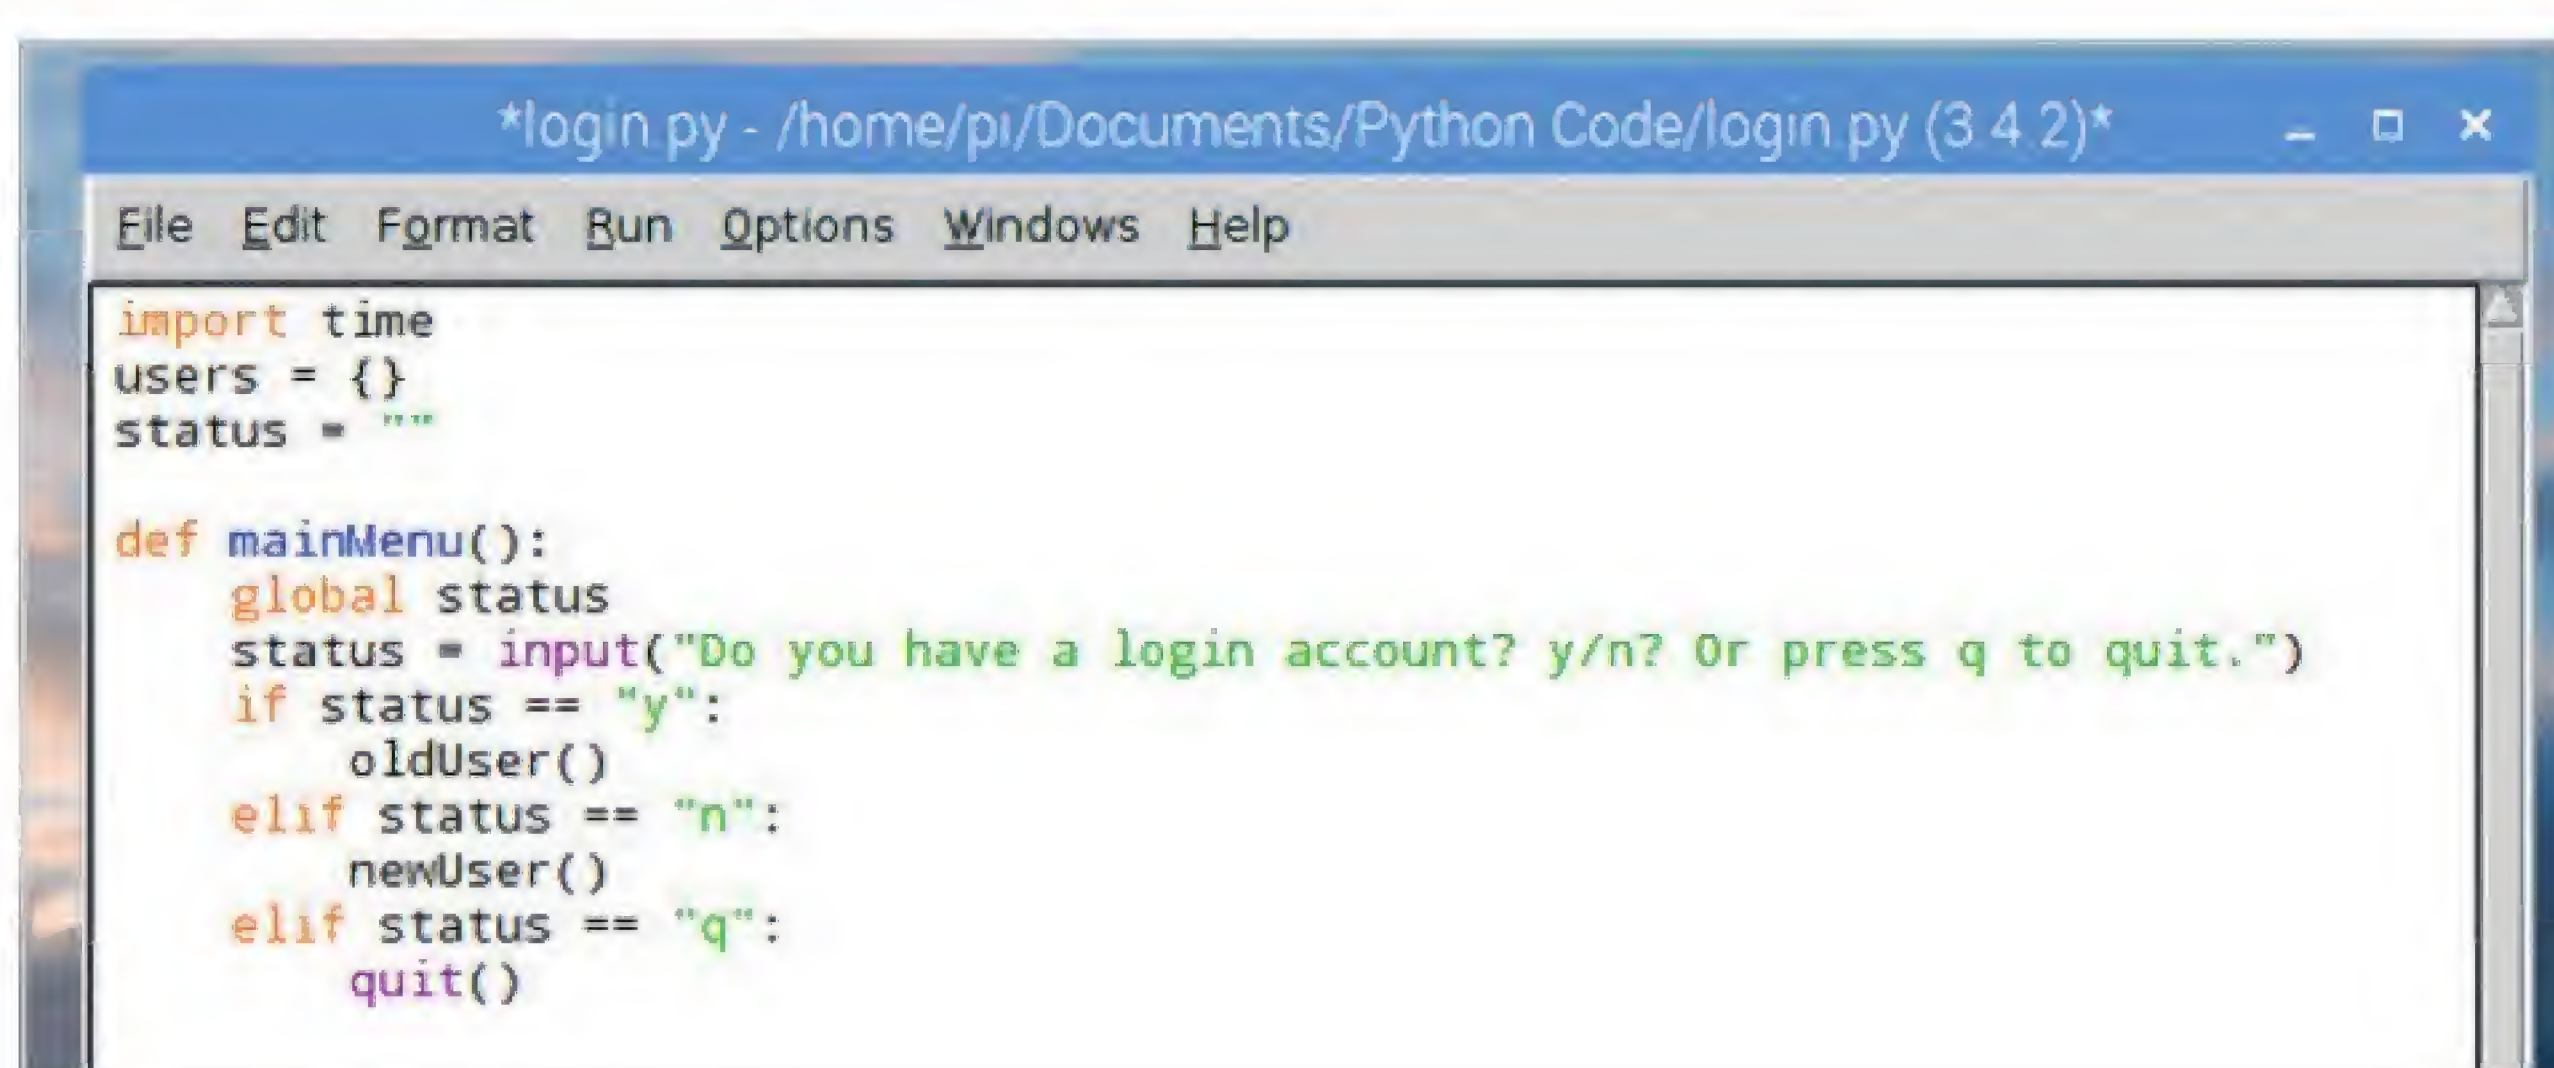 *login.py - /home/pi/Documents/Python Code/login.py (3.4.2)*
File Edit Format Run Options Windows Help
import time
users = {}
status = ""
def mainMenu():
    global status
    status = input("Do you have a login account? y/n? Or press q to quit.")
    if status == "y":
        oldUser()
    elif status == "n":
        newUser()
    elif status == "q":
        quit()